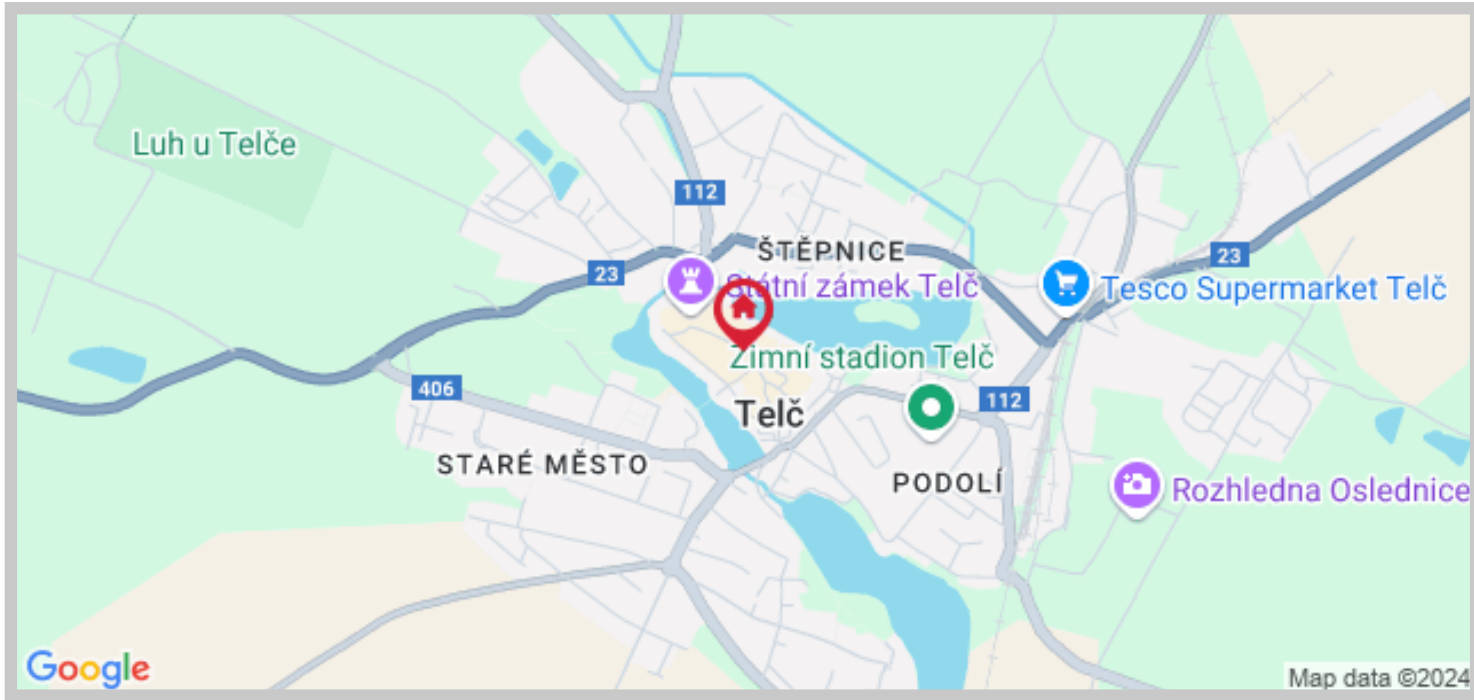 Luh u Telče
112
ŠTĚPNICE
23
23
Státní zámek Telč
Tesco Supermarket Telč
Zimní stadion Telč
406
112
Telč
STARÉ MĚSTO
PODOLÍ
Rozhledna Oslednice
Google
Map data ©2024